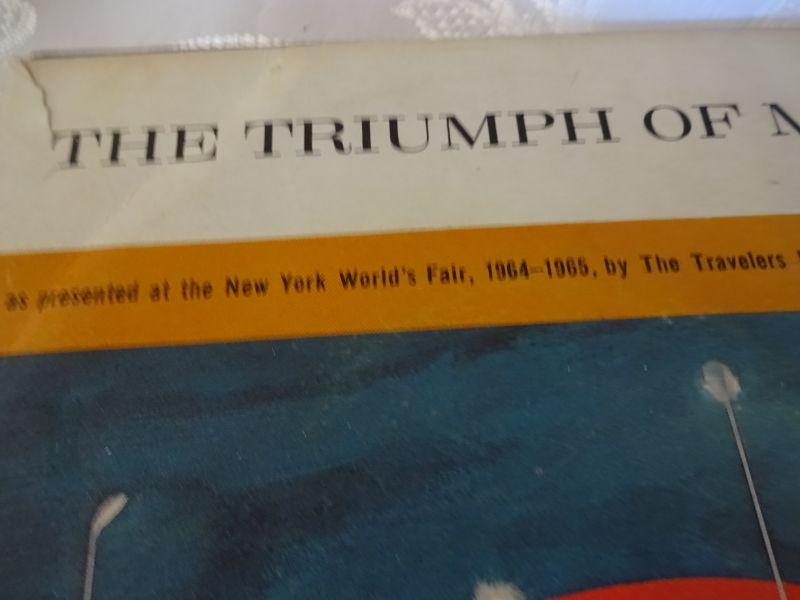 THE TRIUMPH OF M
as presented at the New York World's Fair, 1964–1965, by The Travelers